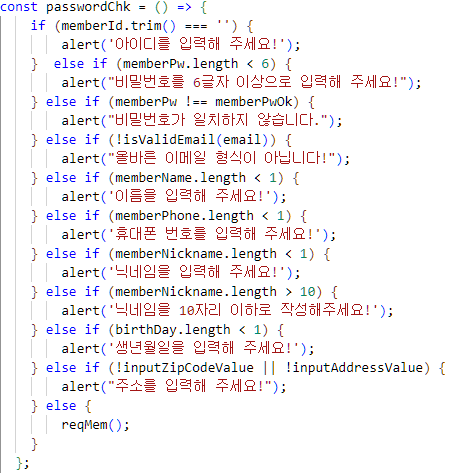 const passwordChk = () => {
if (memberId.trim() === '') {
alert('아이디를 입력해 주세요!');
}  else if (memberPw.length < 6) {
alert("비밀번호를 6글자 이상으로 입력해 주세요!");
} else if (memberPw !== memberPwOk) {
alert("비밀번호가 일치하지 않습니다.");
} else if (!isValidEmail(email)) {
alert("올바른 이메일 형식이 아닙니다!");
} else if (memberName.length < 1) {
alert('이름을 입력해 주세요!');
} else if (memberPhone.length < 1) {
alert('휴대폰 번호를 입력해 주세요!');
} else if (memberNickname.length < 1) {
alert('닉네임을 입력해 주세요!');
} else if (memberNickname.length > 10) {
alert('닉네임을 10자리 이하로 작성해주세요!');
} else if (birthDay.length < 1) {
alert('생년월일을 입력해 주세요!');
} else if (!inputZipCodeValue || !inputAddressValue) {
alert("주소를 입력해 주세요!");
} else {
reqMem();
}
};